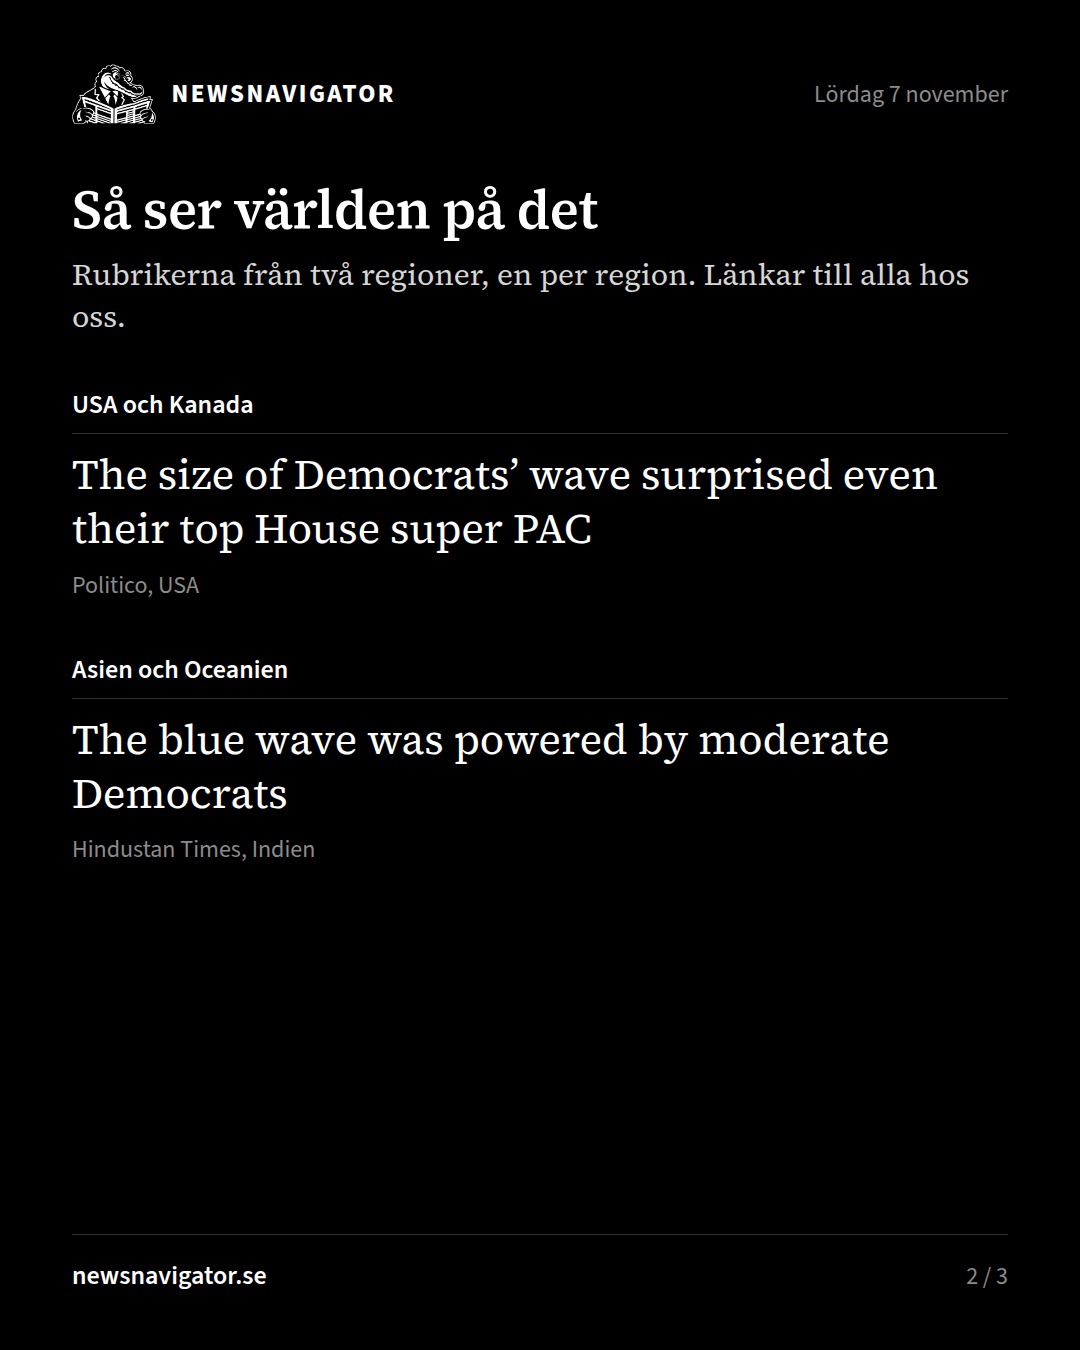 NEWSNAVIGATOR
Lördag 7 november
Så ser världen på det
Rubrikerna från två regioner, en per region. Länkar till alla hos
oss.
USA och Kanada
The size of Democrats’ wave surprised even
their top House super PAC
Politico, USA
Asien och Oceanien
The blue wave was powered by moderate
Democrats
Hindustan Times, Indien
newsnavigator.se
2 / 3